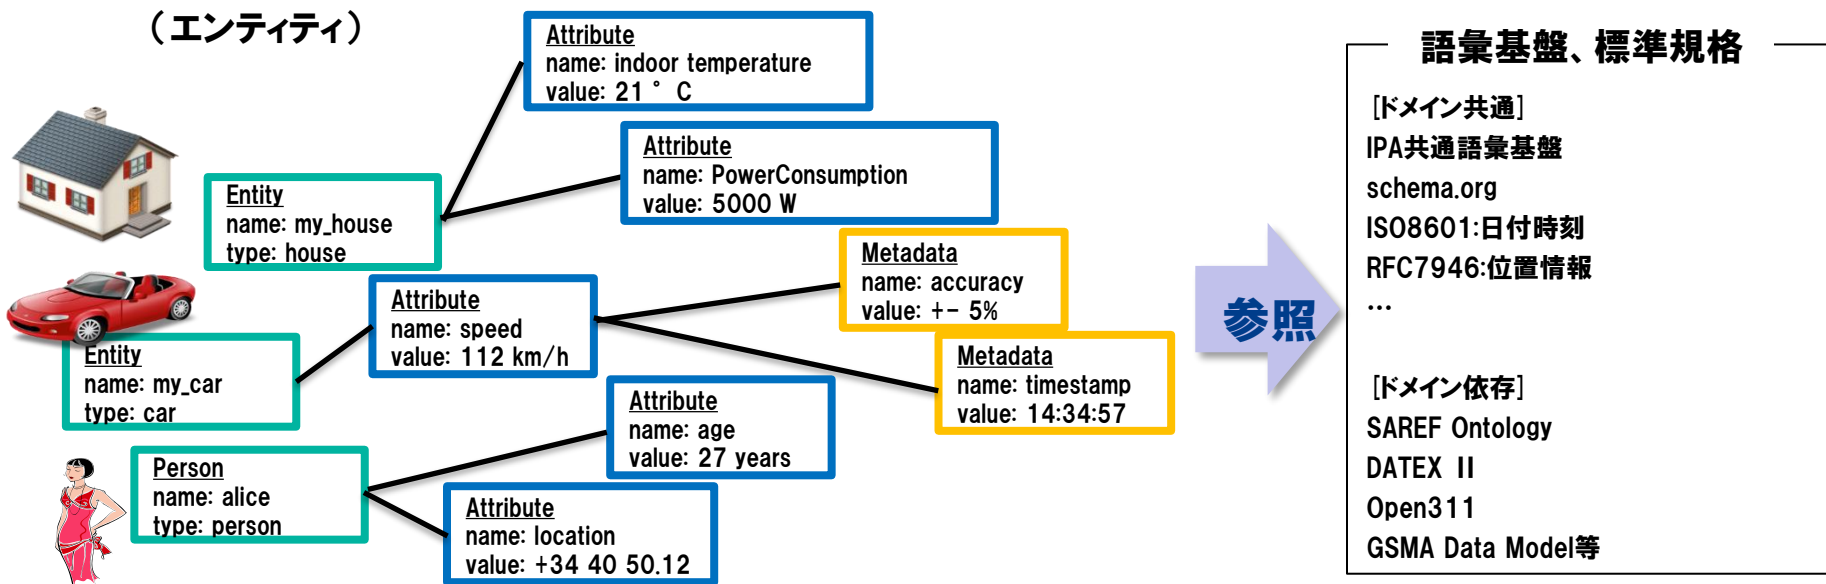 (エンティティ)
Attribute
name: indoor temperature
value: 21 ° C
Attribute
name: PowerConsumption
value: 5000 W
Entity
name: my_house
type: house
Metadata
name: accuracy
value: +- 5%
Attribute
name: speed
value: 112 km/h
Metadata
name: timestamp
value: 14:34:57
Entity
name: my_car
type: car
Attribute
name: age
value: 27 years
Person
name: alice
type: person
Attribute
name: location
value: +34 40 50.12
参照
語彙基盤、標準規格
[ドメイン共通]
IPA共通語彙基盤
schema.org
ISO8601:日付時刻
RFC7946:位置情報
…
[ドメイン依存]
SAREF Ontology
DATEX II
Open311
GSMA Data Model等